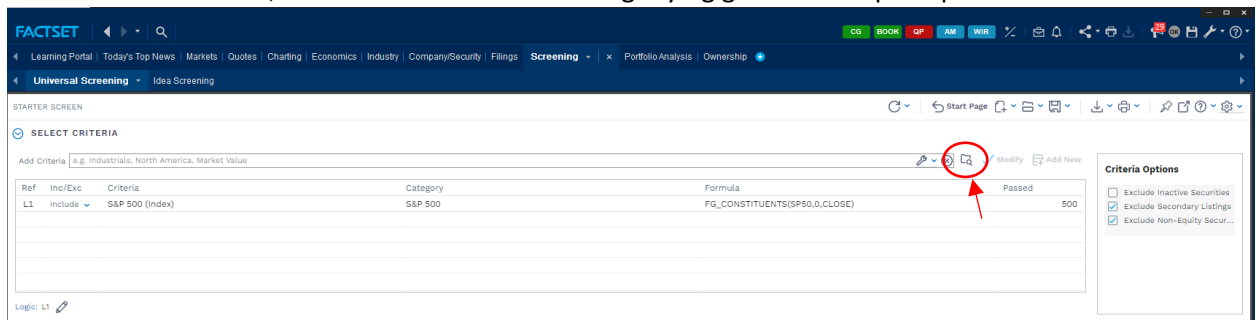 FACTSET
CG BOOK QP AM WIR 29
Learning Portal | Today's Top News | Markets | Quotes | Charting | Economics | Industry | Company/Security | Filings Screening × Portfolio Analysis | Ownership
Universal Screening Idea Screening
STARTER SCREEN Start Page
SELECT CRITERIA
Add Criteria e.g. Industrials, North America, Market Value Modify Add New
Criteria Options
Ref Inc/Exc Criteria Category Formula Passed
L1 Include S&P 500 (Index) S&P 500 FG_CONSTITUENTS(SP50,0,CLOSE) 500
Exclude Inactive Securities
Exclude Secondary Listings
Exclude Non-Equity Secur...
Logic: L1